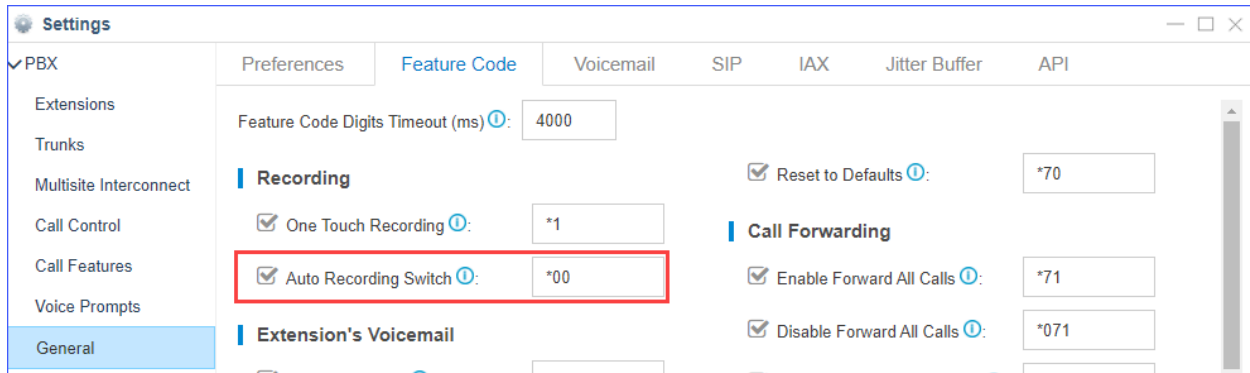 Settings
PBX
Preferences Feature Code Voicemail SIP IAX Jitter Buffer API
Extensions
Trunks
Multisite Interconnect
Call Control
Call Features
Voice Prompts
General
Feature Code Digits Timeout (ms) : 4000
Recording
One Touch Recording : *1
Auto Recording Switch : *00
Extension's Voicemail
Reset to Defaults : *70
Call Forwarding
Enable Forward All Calls : *71
Disable Forward All Calls : *071